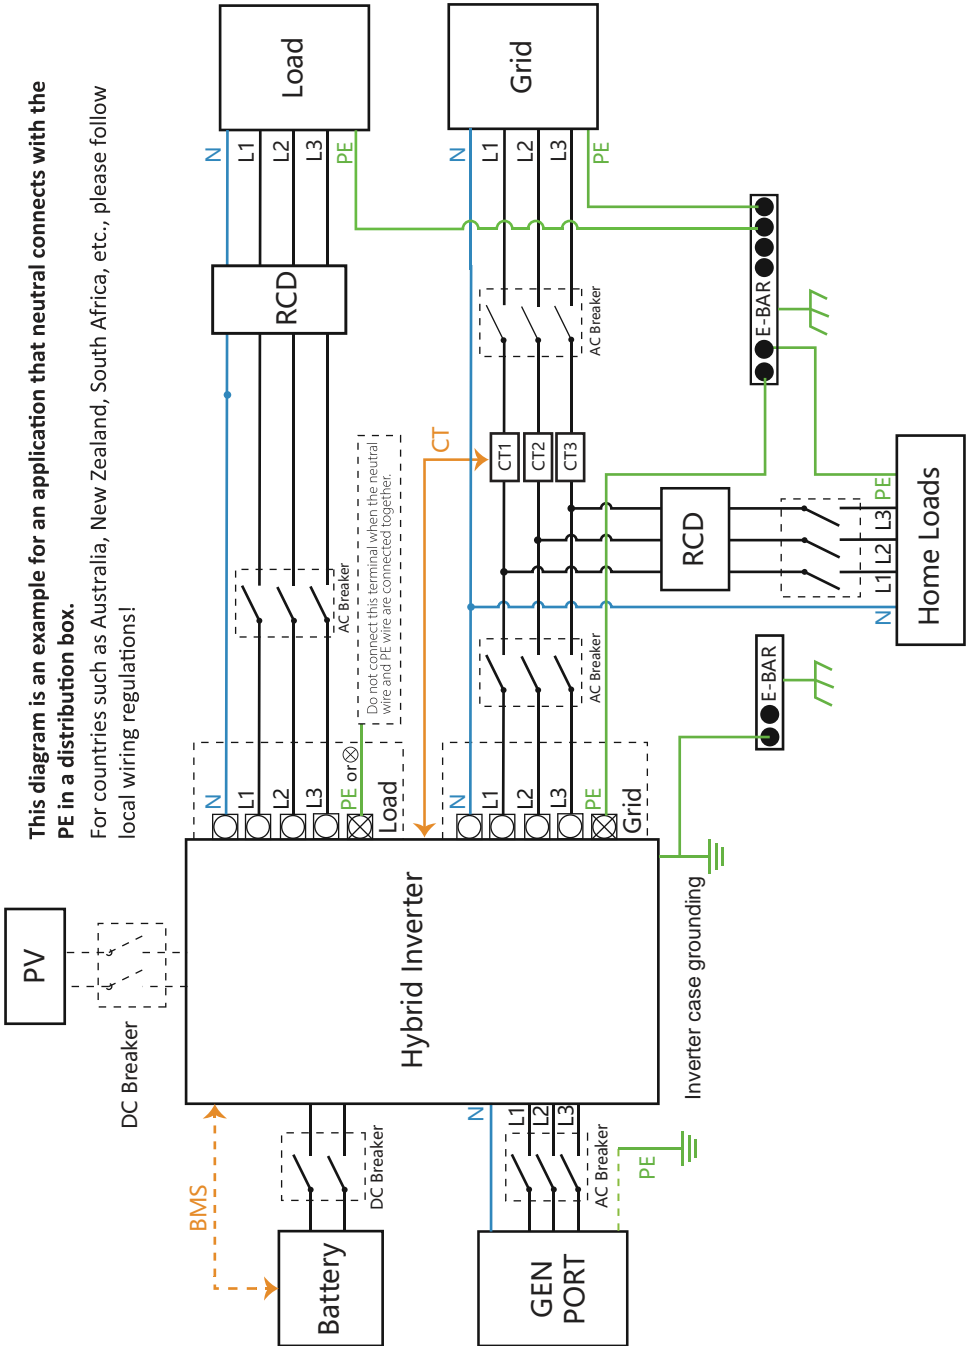 This diagram is an example for an application that neutral connects with the
PE in a distribution box.
For countries such as Australia, New Zealand, South Africa, etc., please follow
local wiring regulations!
PV
DC Breaker
BMS
Battery
DC Breaker
Hybrid Inverter
N
L1
L2
L3
PE or
Load
AC Breaker
Do not connect this terminal when the neutral
wire and PE wire are connected together.
RCD
N
L1
L2
L3
PE
Load
CT
N
L1
L2
L3
PE
Grid
AC Breaker
CT1
CT2
CT3
AC Breaker
N
L1
L2
L3
PE
Grid
GEN
PORT
AC Breaker
N
L1
L2
L3
PE
Inverter case grounding
E-BAR
RCD
N
L1
L2
L3
PE
Home Loads
E-BAR